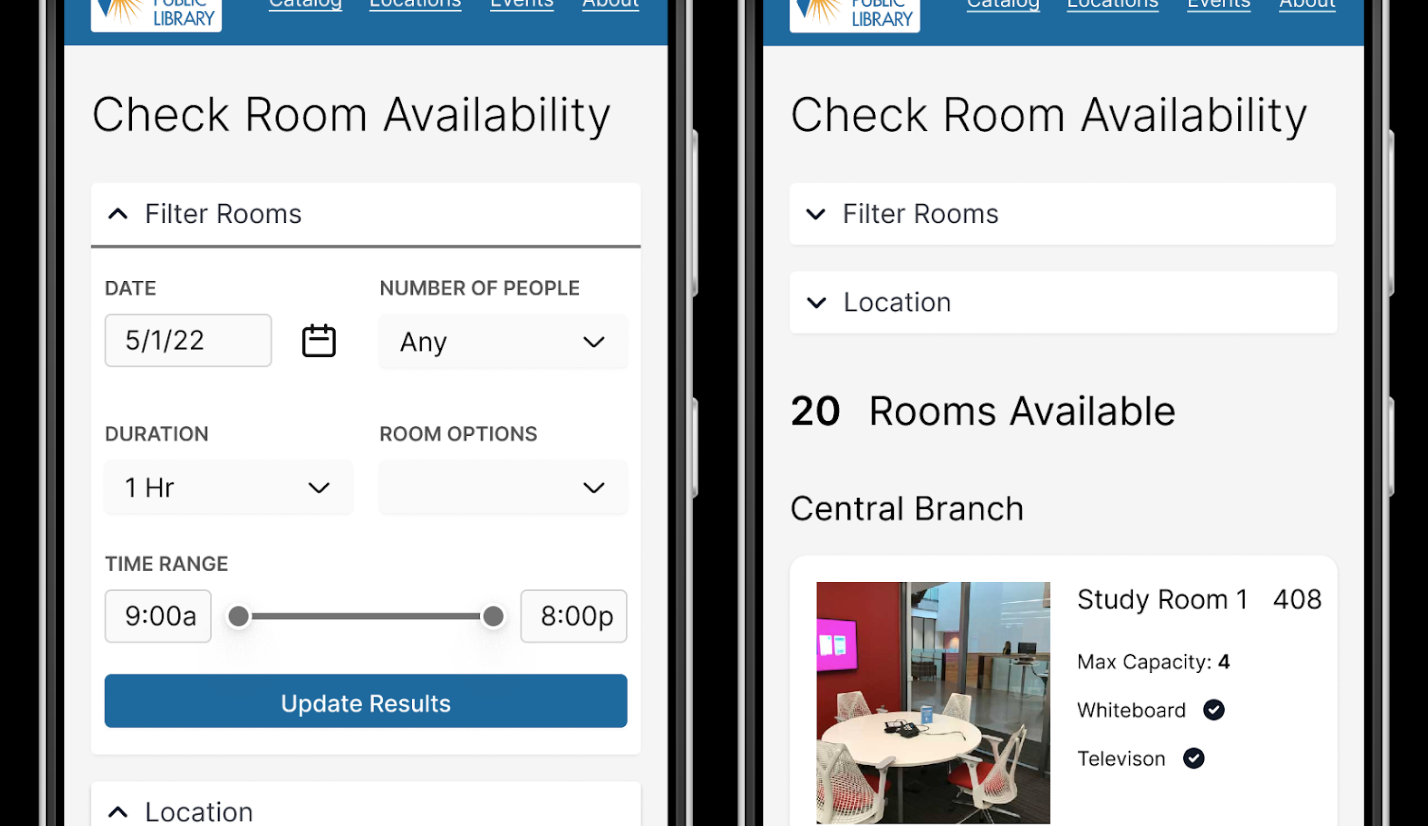 PUBLIC
LIBRARY
Catalog Locations Events About
Check Room Availability
Filter Rooms
DATE NUMBER OF PEOPLE
5/1/22 Any
DURATION ROOM OPTIONS
1 Hr
TIME RANGE
9:00a 8:00p
Update Results
Location
PUBLIC
LIBRARY
Catalog Locations Events About
Check Room Availability
Filter Rooms
Location
20 Rooms Available
Central Branch
Study Room 1 408
Max Capacity: 4
Whiteboard
Televison